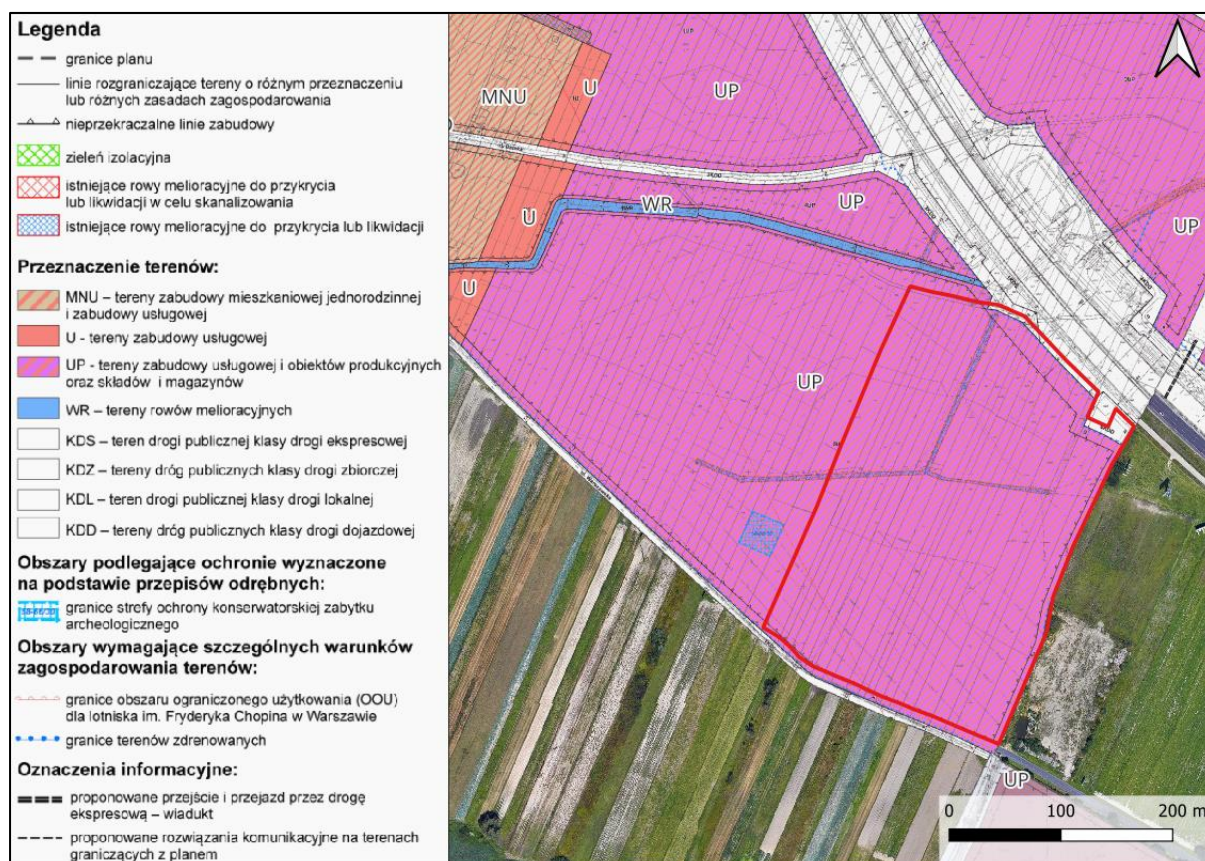 Legenda
granice planu
linie rozgraniczające tereny o różnym przeznaczeniu
lub różnych zasadach zagospodarowania
nieprzekraczalne linie zabudowy
zieleń izolacyjna
istniejące rowy melioracyjne do przykrycia
lub likwidacji w celu skanalizowania
istniejące rowy melioracyjne do przykrycia lub likwidacji
Przeznaczenie terenów:
MNU – tereny zabudowy mieszkaniowej jednorodzinnej
i zabudowy usługowej
U - tereny zabudowy usługowej
UP - tereny zabudowy usługowej i obiektów produkcyjnych
oraz składów i magazynów
WR – tereny rowów melioracyjnych
KDS – teren drogi publicznej klasy drogi ekspresowej
KDZ – tereny dróg publicznych klasy drogi zbiorczej
KDL – teren drogi publicznej klasy drogi lokalnej
KDD – tereny dróg publicznych klasy drogi dojazdowej
Obszary podlegające ochronie wyznaczone
na podstawie przepisów odrębnych:
granice strefy ochrony konserwatorskiej zabytku
archeologicznego
Obszary wymagające szczególnych warunków
zagospodarowania terenów:
granice obszaru ograniczonego użytkowania (OOU)
dla lotniska im. Fryderyka Chopina w Warszawie
granice terenów zdrenowanych
Oznaczenia informacyjne:
proponowane przejście i przejazd przez drogę
ekspresową – wiadukt
proponowane rozwiązania komunikacyjne na terenach
graniczących z planem
MNU
U
UP
U
WR
UP
UP
U
UP
UP
0 100 200 m